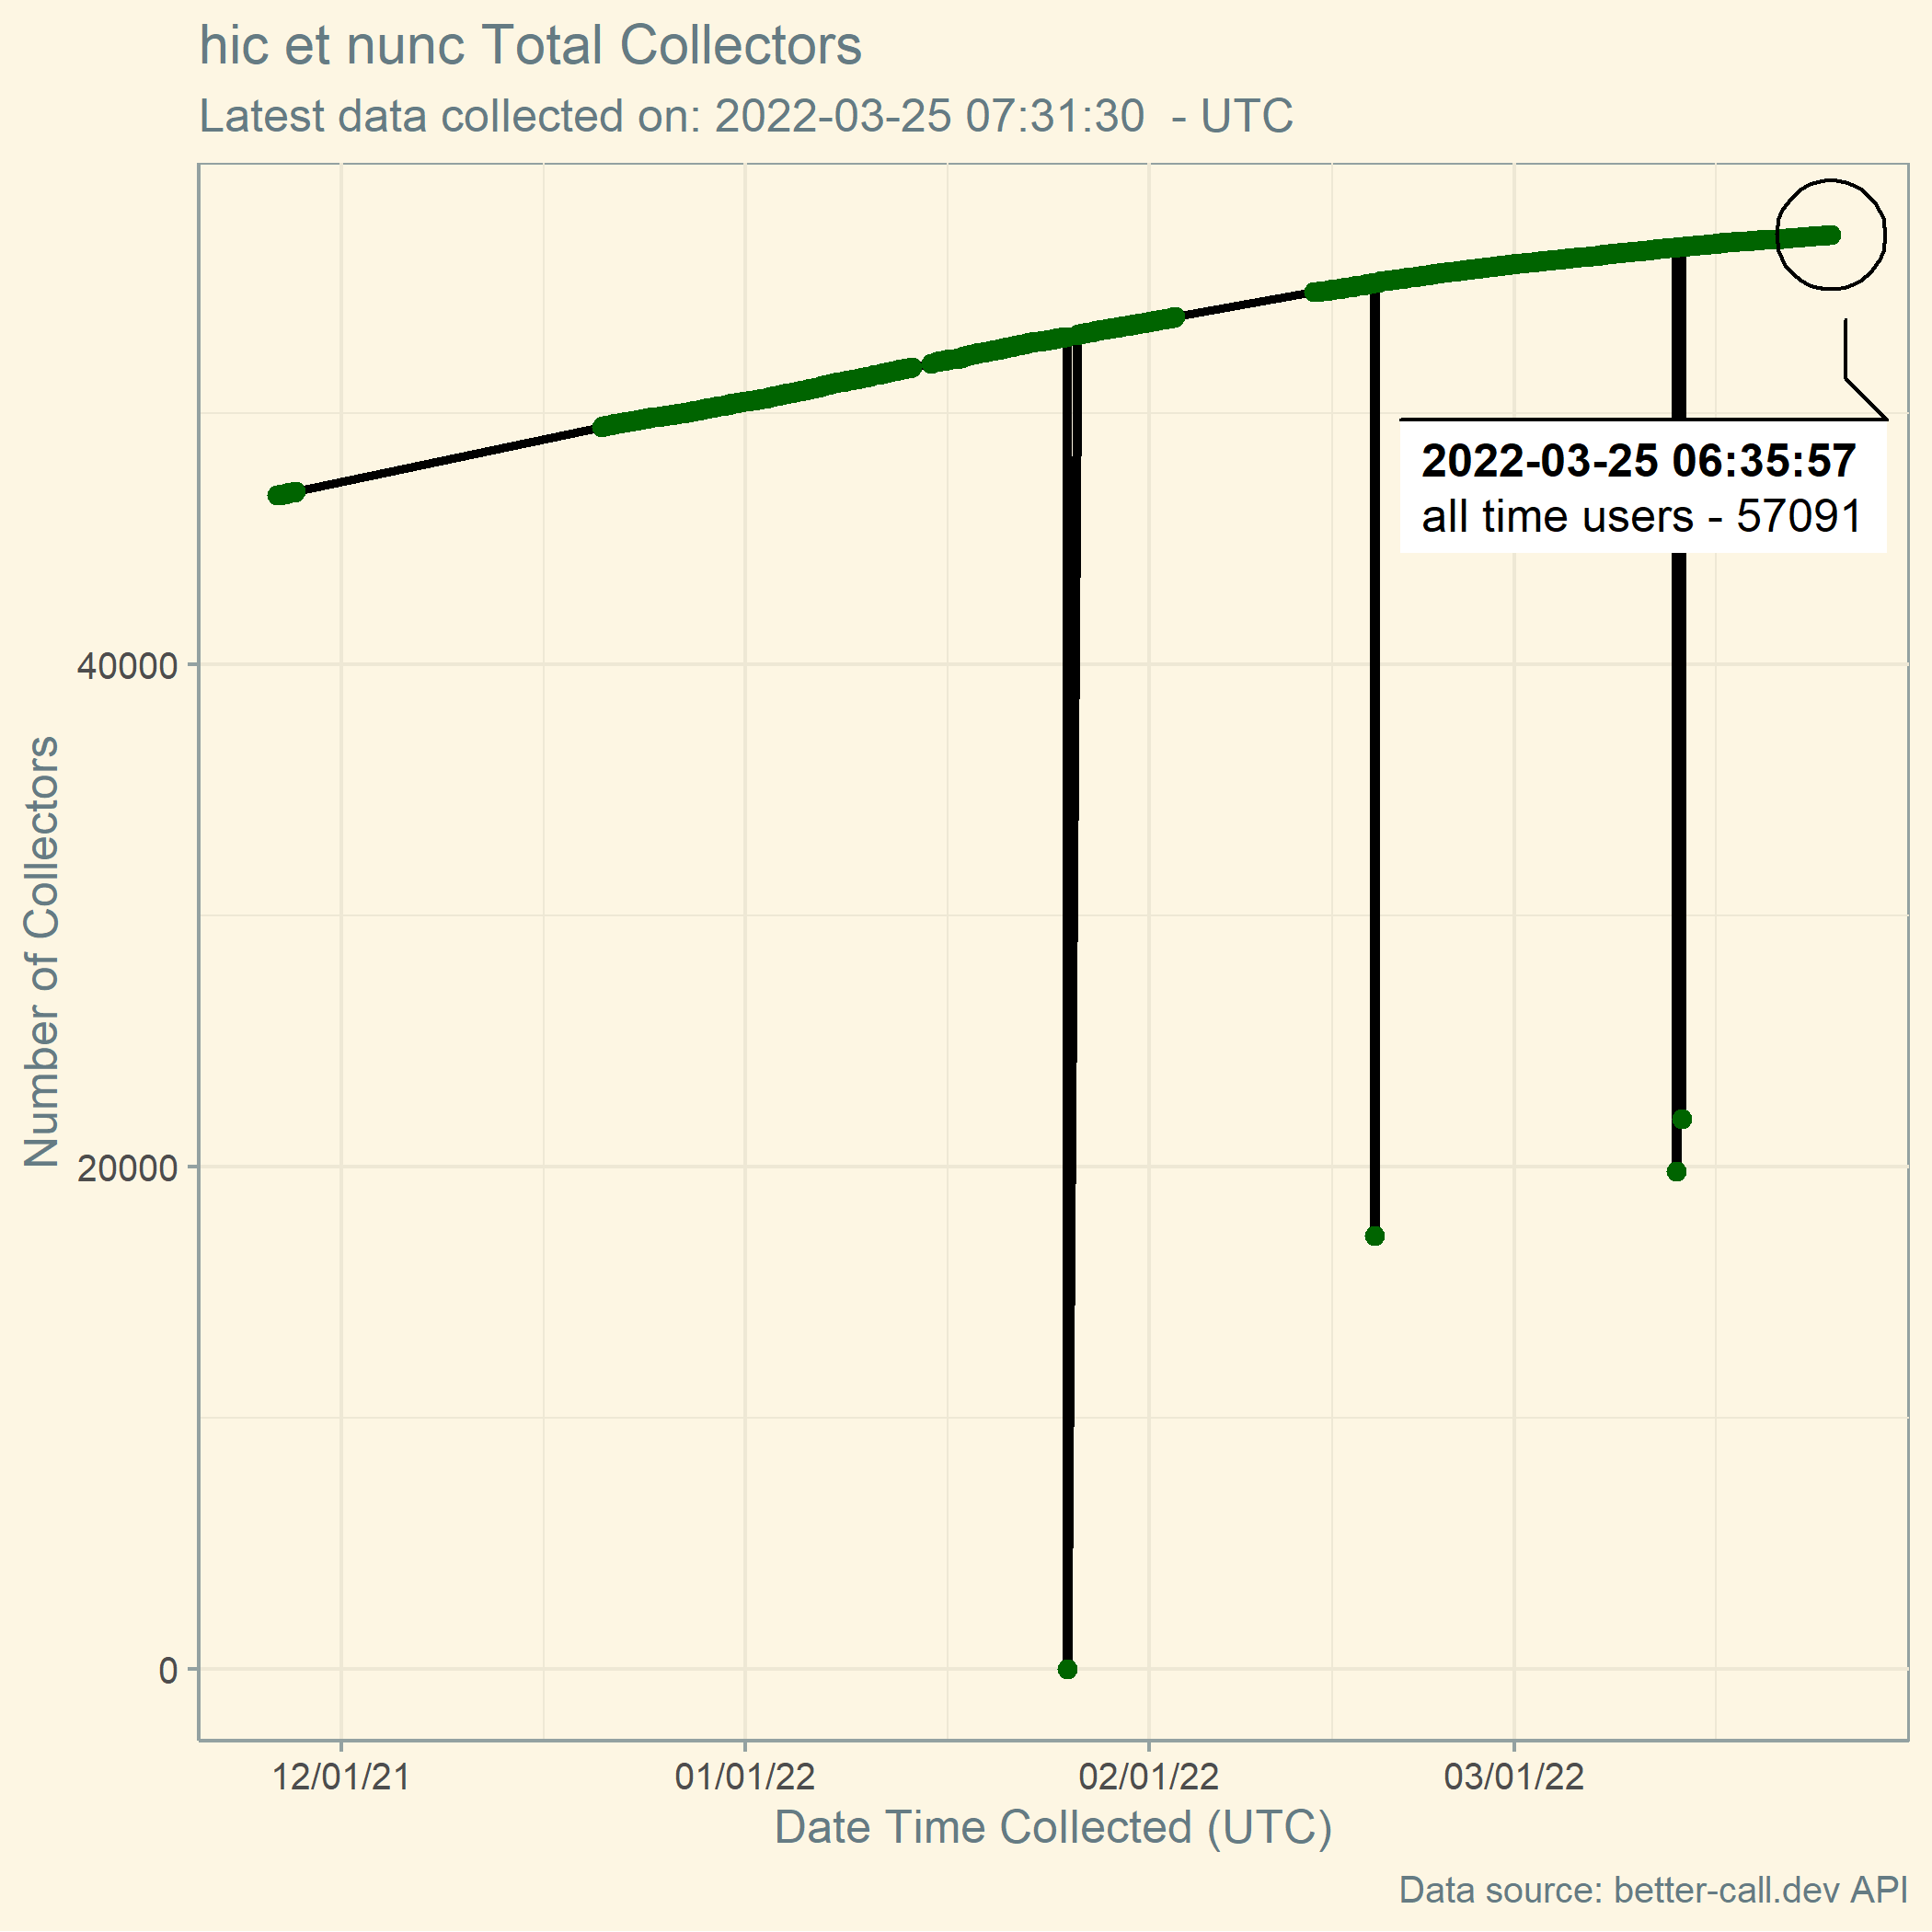 hic et nunc Total Collectors
Latest data collected on: 2022-03-25 07:31:30  - UTC
2022-03-25 06:35:57
all time users - 57091
Number of Collectors
40000
20000
0
12/01/21
01/01/22
02/01/22
03/01/22
Date Time Collected (UTC)
Data source: better-call.dev API